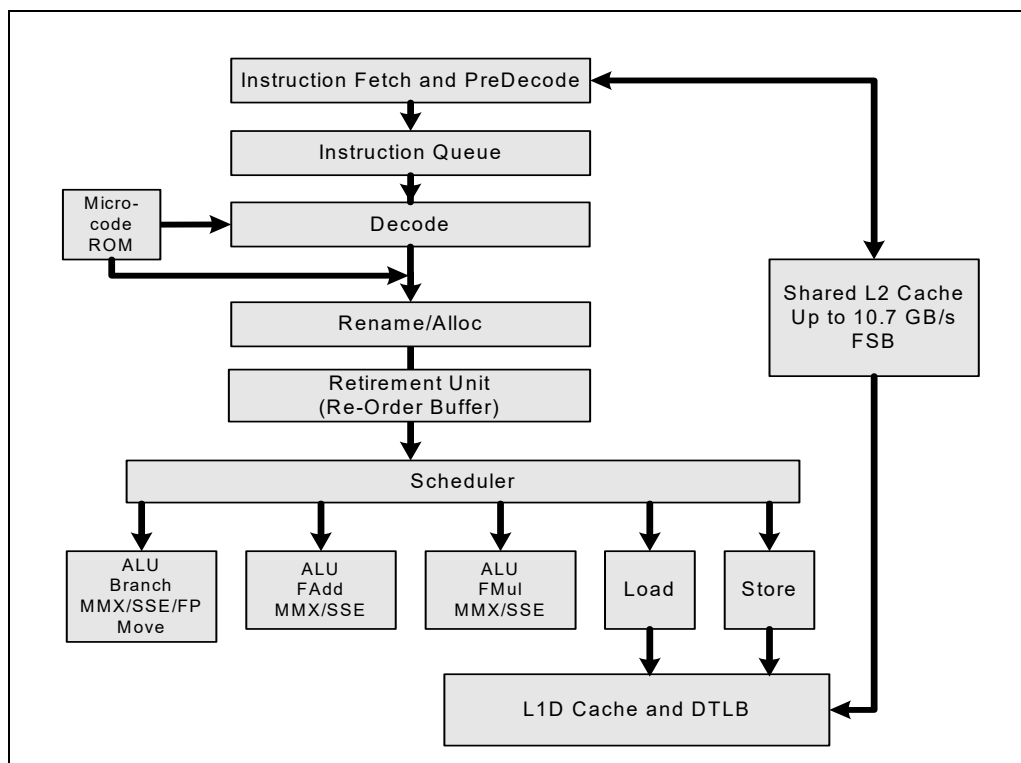 Instruction Fetch and PreDecode
Instruction Queue
Micro-
code
ROM
Decode
Shared L2 Cache
Up to 10.7 GB/s
FSB
Rename/Alloc
Retirement Unit
(Re-Order Buffer)
Scheduler
ALU
Branch
MMX/SSE/FP
Move
ALU
FAdd
MMX/SSE
ALU
FMul
MMX/SSE
Load
Store
L1D Cache and DTLB